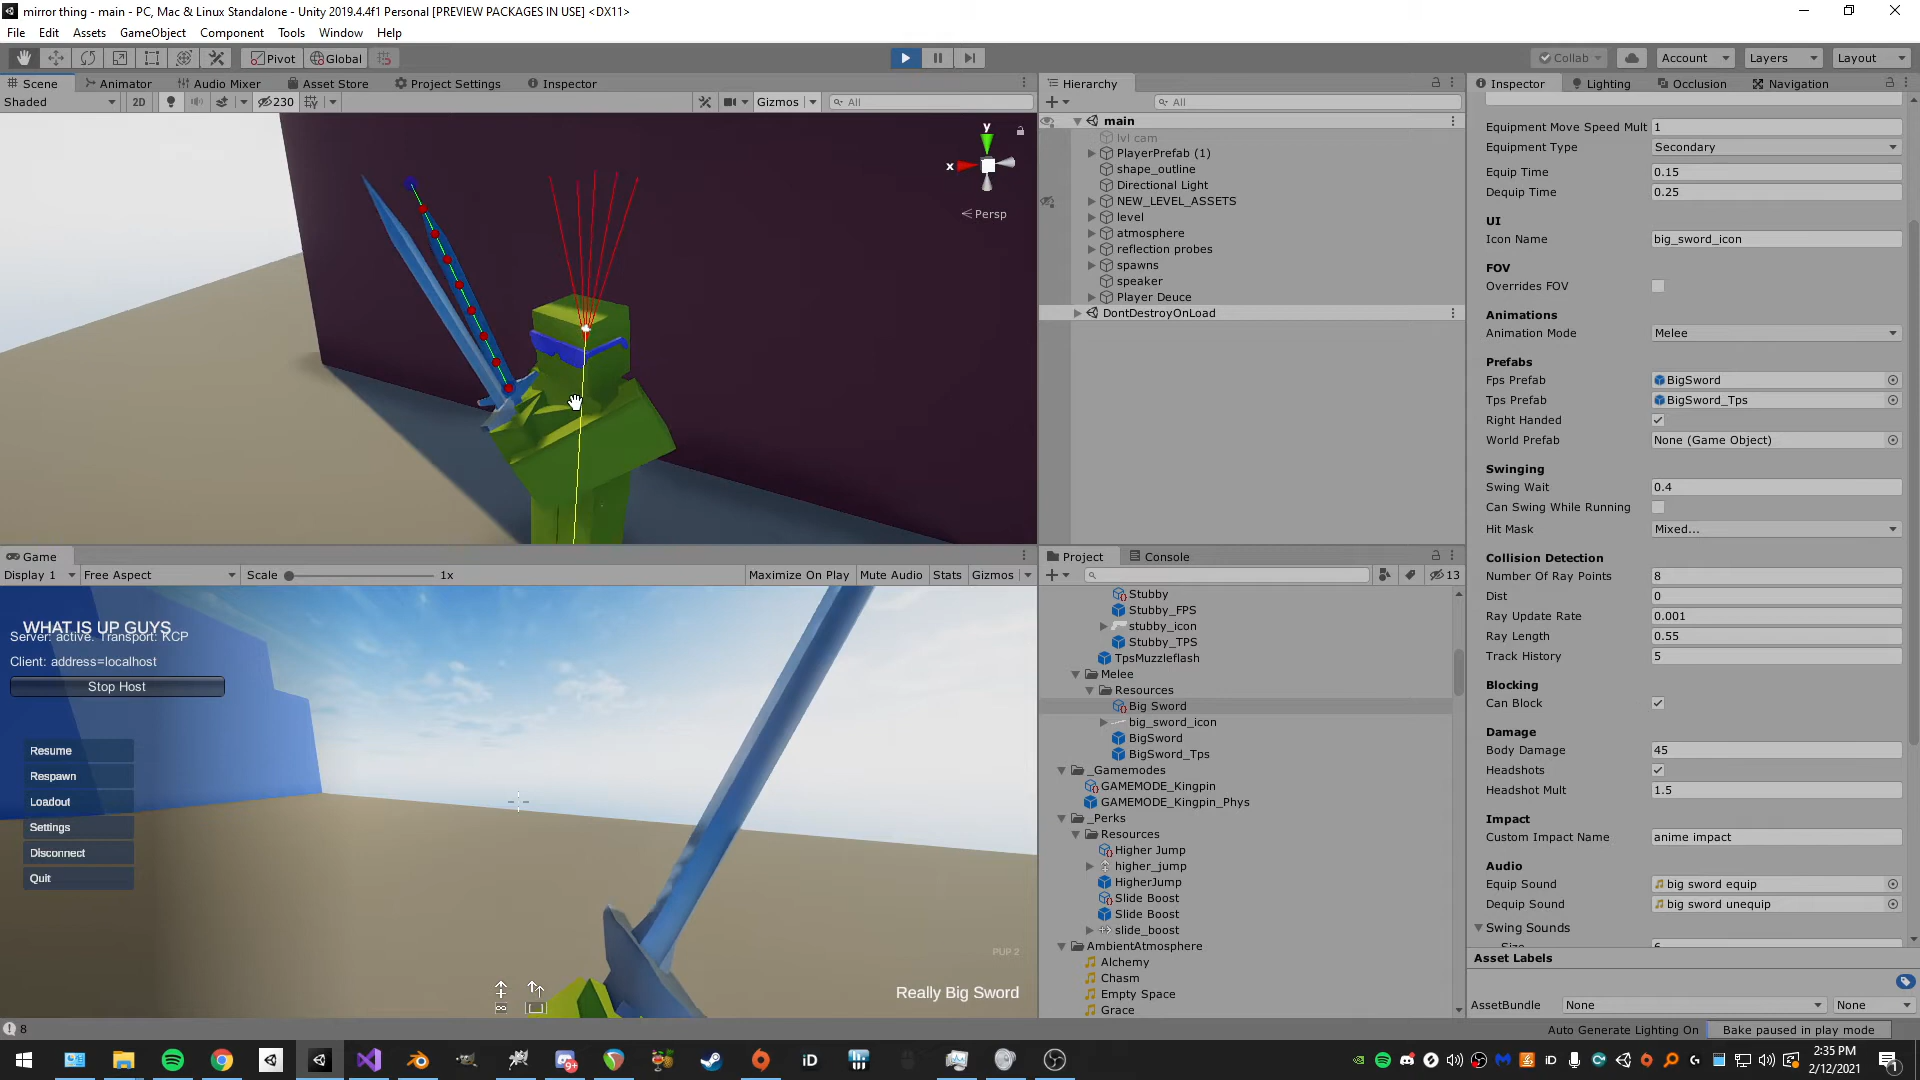 mirror thing - main - PC, Mac & Linux Standalone - Unity 2019.4.4f1 Personal [PREVIEW PACKAGES IN USE] <DX11>
File Edit Assets GameObject Component Tools Window Help
Pivot Global Collab Account Layers Layout
Scene Animator Audio Mixer Asset Store Project Settings Inspector
Shaded 2D 230 Gizmos All
y
x
Persp
Hierarchy
All
main
lvl cam
PlayerPrefab (1)
shape_outline
Directional Light
NEW_LEVEL_ASSETS
level
atmosphere
reflection probes
spawns
speaker
Player Deuce
DontDestroyOnLoad
Inspector Lighting Occlusion Navigation
Equipment Move Speed Mult 1
Equipment Type Secondary
Equip Time 0.15
Dequip Time 0.25
UI
Icon Name big_sword_icon
FOV
Overrides FOV
Animations
Animation Mode Melee
Prefabs
Fps Prefab BigSword
Tps Prefab BigSword_Tps
Right Handed
World Prefab None (Game Object)
Swinging
Swing Wait 0.4
Can Swing While Running
Hit Mask Mixed...
Collision Detection
Number Of Ray Points 8
Dist 0
Ray Update Rate 0.001
Ray Length 0.55
Track History 5
Blocking
Can Block
Damage
Body Damage 45
Headshots
Headshot Mult 1.5
Impact
Custom Impact Name anime impact
Audio
Equip Sound big sword equip
Dequip Sound big sword unequip
Swing Sounds
Size 6
Asset Labels
AssetBundle None None
Game
Display 1 Free Aspect Scale 1x Maximize On Play Mute Audio Stats Gizmos
WHAT IS UP GUYS
Server: active. Transport: KCP
Client: address=localhost
Stop Host
Resume
Respawn
Loadout
Settings
Disconnect
Quit
PUP 2
Really Big Sword
Project Console
13
Stubby
Stubby_FPS
stubby_icon
Stubby_TPS
TpsMuzzleflash
Melee
Resources
Big Sword
big_sword_icon
BigSword
BigSword_Tps
_Gamemodes
GAMEMODE_Kingpin
GAMEMODE_Kingpin_Phys
_Perks
Resources
Higher Jump
higher_jump
HigherJump
Slide Boost
Slide Boost
slide_boost
AmbientAtmosphere
Alchemy
Chasm
Empty Space
Grace
8
Auto Generate Lighting On Bake paused in play mode
2:35 PM
2/12/2021